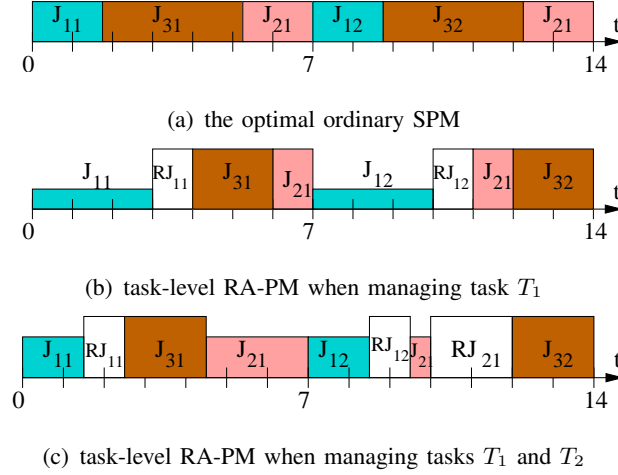 J₁₁ J₃₁ J₂₁ J₁₂ J₃₂ J₂₁ t
0 7 14
(a) the optimal ordinary SPM
J₁₁ RJ₁₁ J₃₁ J₂₁ J₁₂ RJ₁₂ J₂₁ J₃₂ t
0 7 14
(b) task-level RA-PM when managing task T₁
J₁₁ RJ₁₁ J₃₁ J₂₁ J₁₂ RJ₁₂ J₂₁ RJ₂₁ J₃₂ t
0 7 14
(c) task-level RA-PM when managing tasks T₁ and T₂